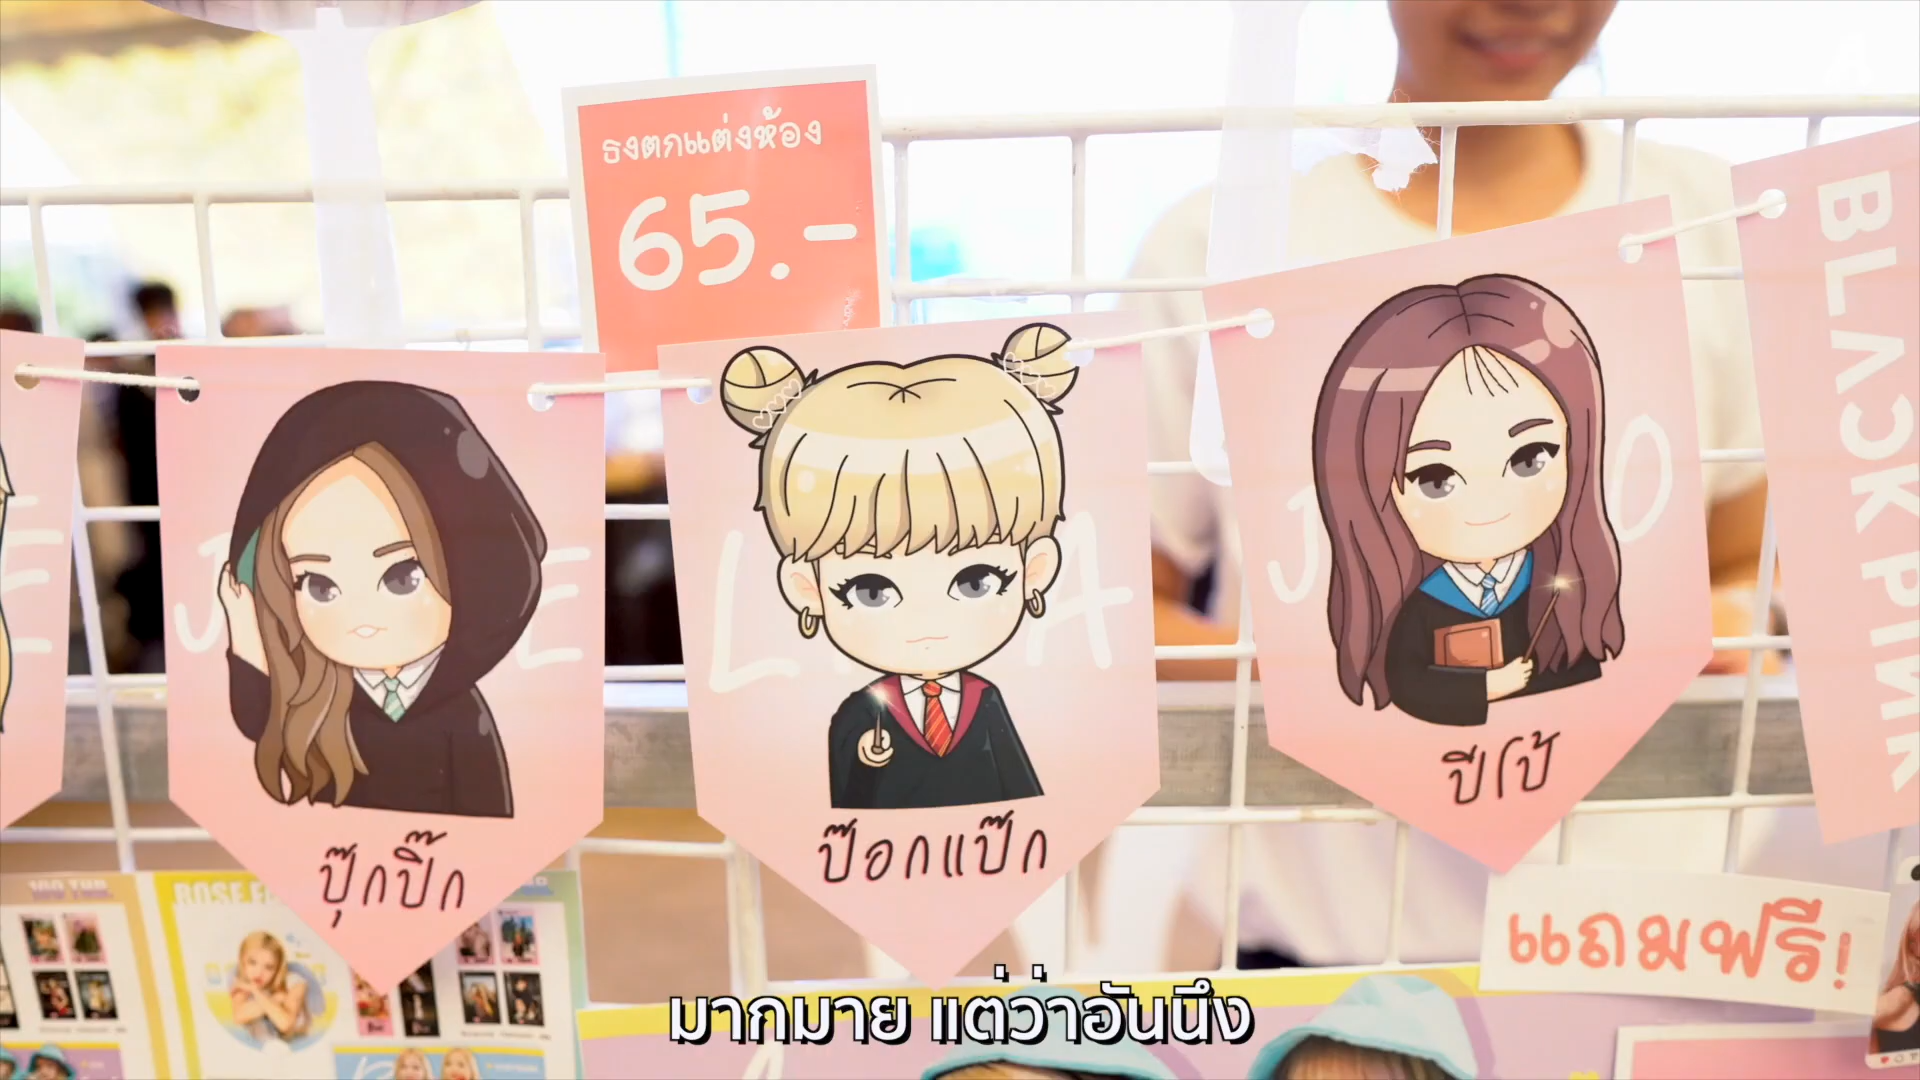 ธงตกแต่งห้อง
65.-
BLACKPINK
ปุ๊กปิ๊ก
ป๊อกแป๊ก
ปีโป้
แถมฟรี!
มากมาย แต่ว่าอันนึง